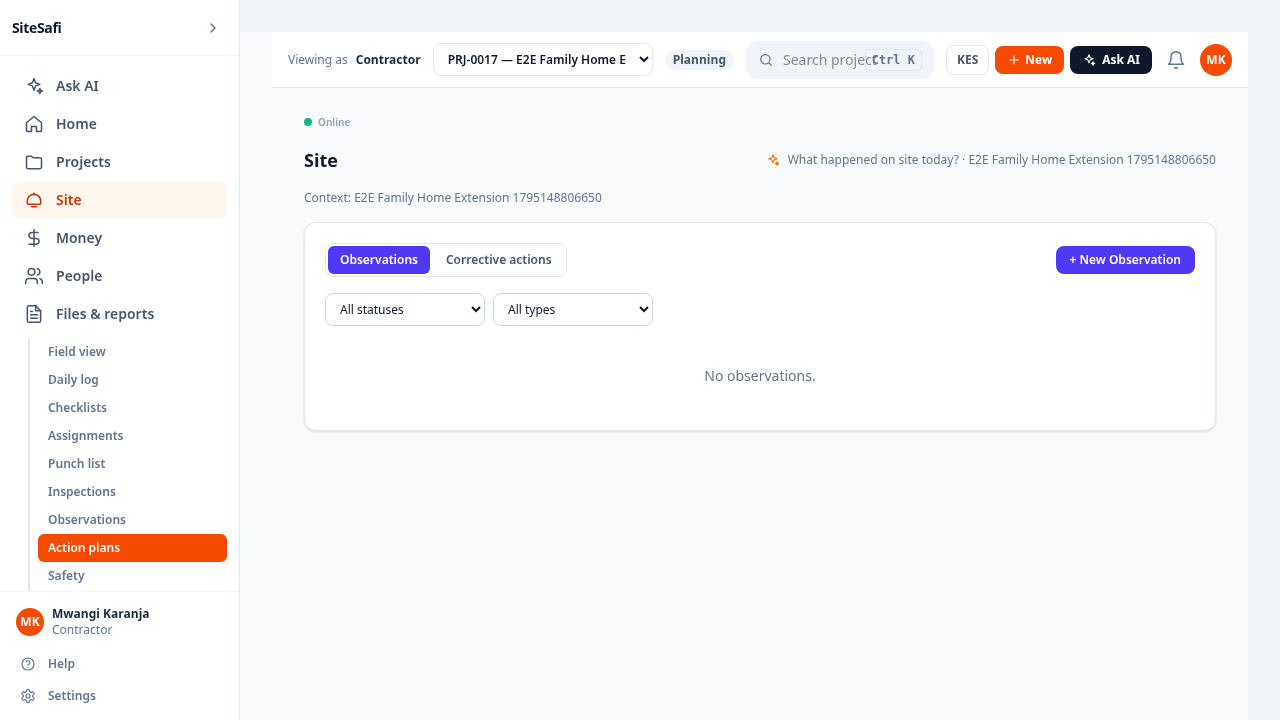 SiteSafi
Ask AI
Home
Projects
Site
Money
People
Files & reports
Field view
Daily log
Checklists
Assignments
Punch list
Inspections
Observations
Action plans
Safety
MK
Mwangi Karanja
Contractor
Help
Settings
Viewing as Contractor
PRJ-0017 — E2E Family Home E
Planning
Search project
Ctrl K
KES
New
Ask AI
MK
Online
Site
What happened on site today? · E2E Family Home Extension 1795148806650
Context: E2E Family Home Extension 1795148806650
Observations
Corrective actions
+ New Observation
All statuses
All types
No observations.